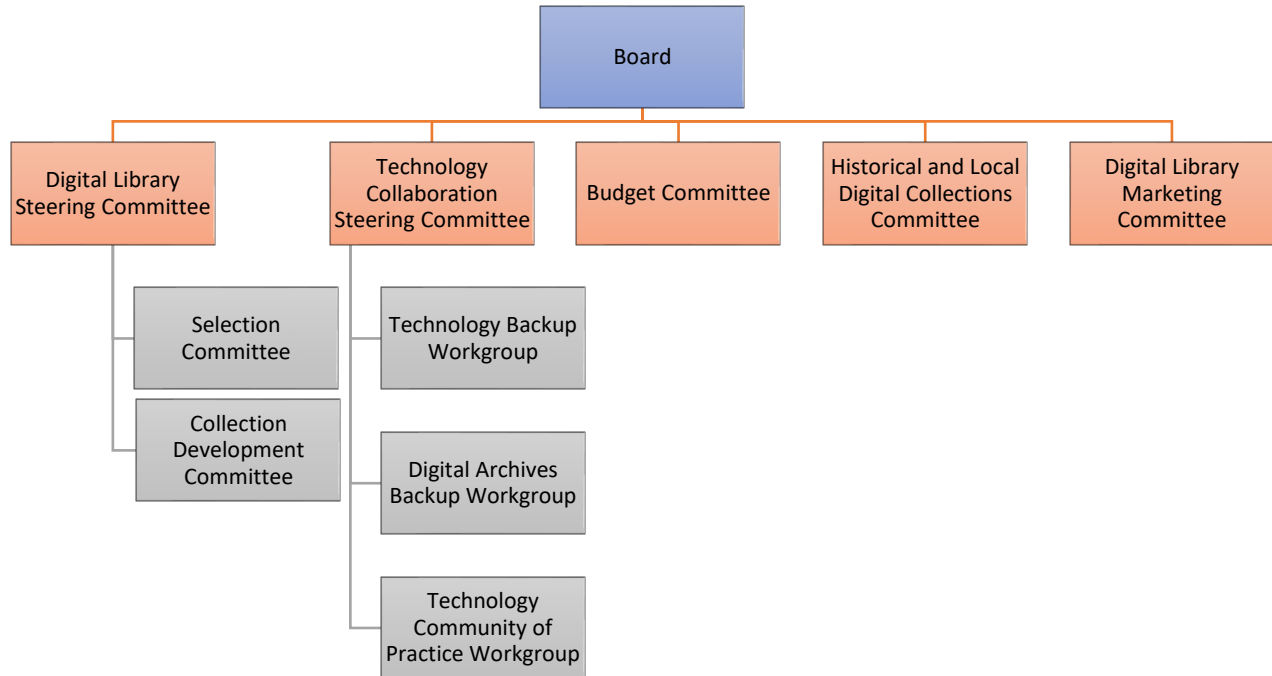 Board
Digital Library
Steering Committee
Technology
Collaboration
Steering Committee
Budget Committee
Historical and Local
Digital Collections
Committee
Digital Library
Marketing
Committee
Selection
Committee
Collection
Development
Committee
Technology Backup
Workgroup
Digital Archives
Backup Workgroup
Technology
Community of
Practice Workgroup